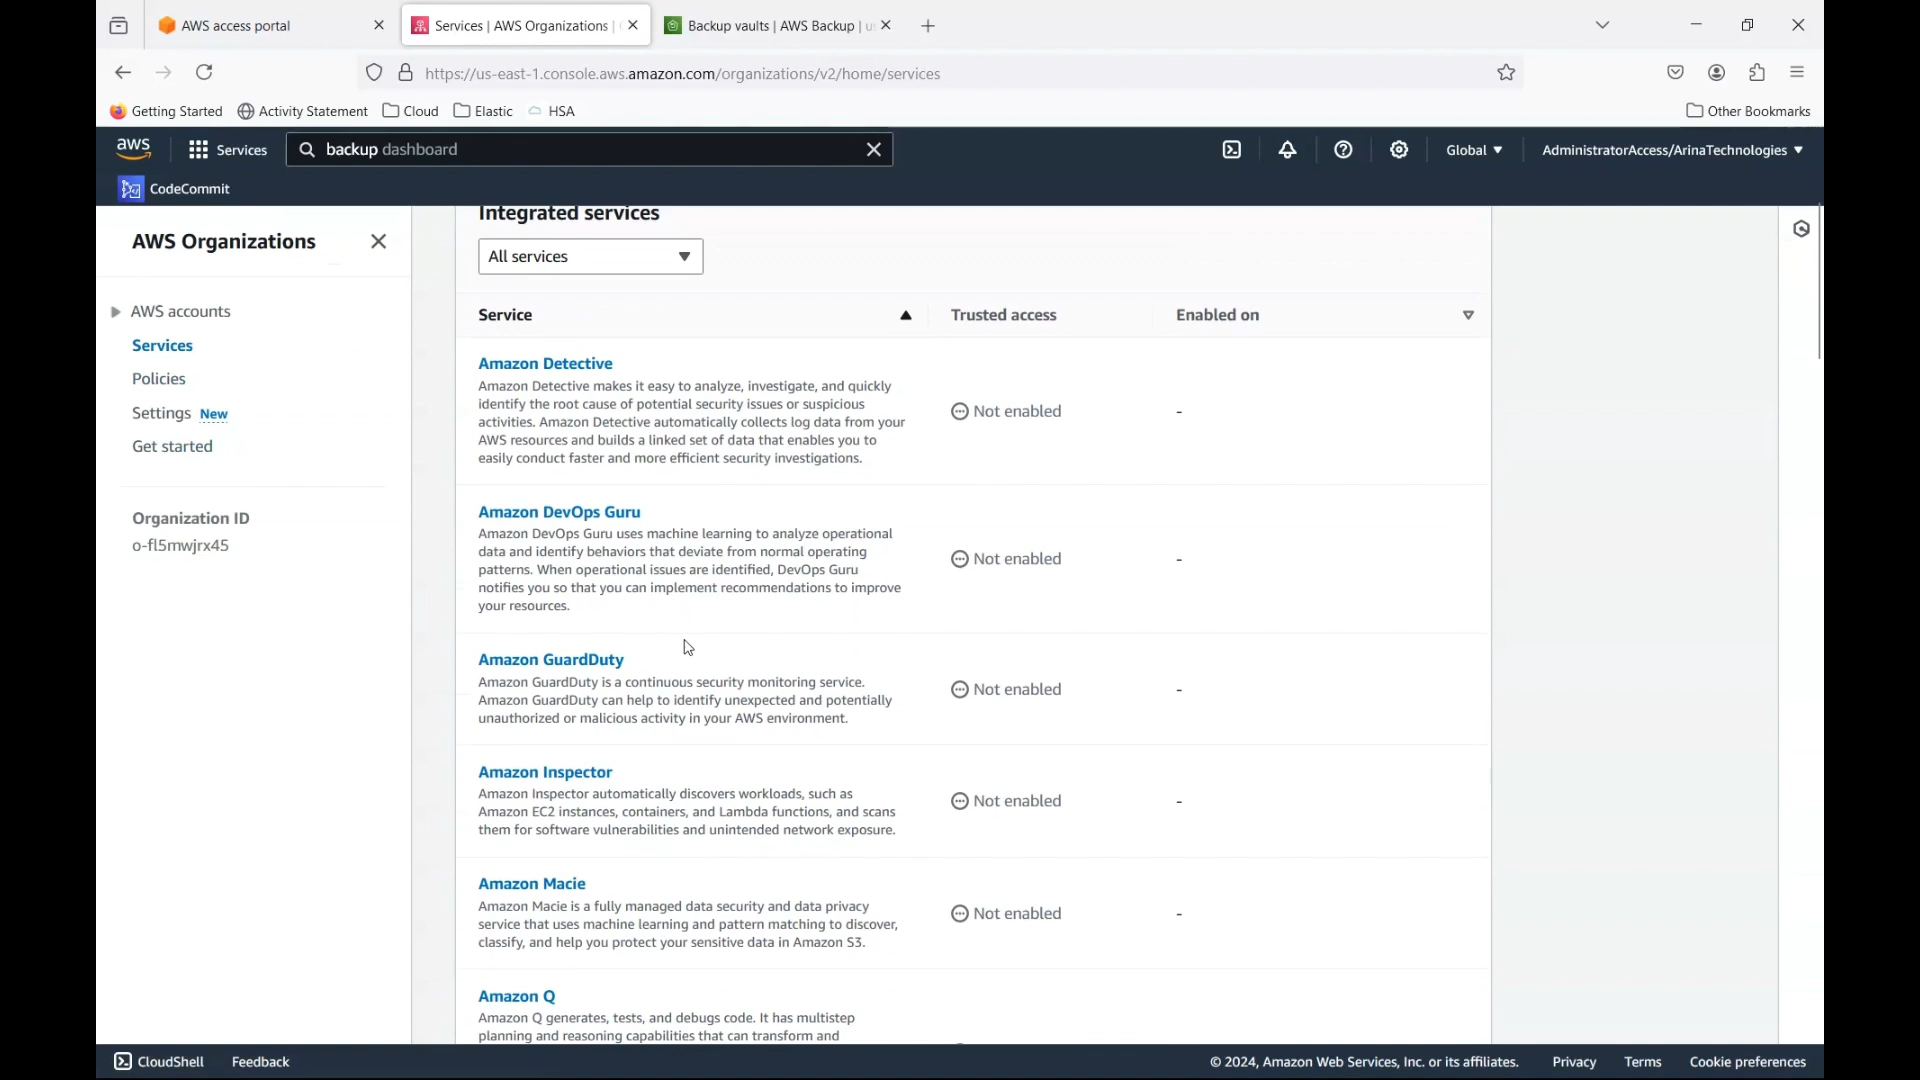 AWS access portal
Services | AWS Organizations |
Backup vaults | AWS Backup | u
https://us-east-1.console.aws.amazon.com/organizations/v2/home/services
Getting Started
Activity Statement
Cloud
Elastic
HSA
Other Bookmarks
aws
Services
backup dashboard
Global
AdministratorAccess/ArinaTechnologies
CodeCommit
AWS Organizations
AWS accounts
Services
Policies
Settings New
Get started
Organization ID
o-fl5mwjrx45
Integrated services
All services
Service
Trusted access
Enabled on
Amazon Detective
Amazon Detective makes it easy to analyze, investigate, and quickly
identify the root cause of potential security issues or suspicious
activities. Amazon Detective automatically collects log data from your
AWS resources and builds a linked set of data that enables you to
easily conduct faster and more efficient security investigations.
Not enabled
-
Amazon DevOps Guru
Amazon DevOps Guru uses machine learning to analyze operational
data and identify behaviors that deviate from normal operating
patterns. When operational issues are identified, DevOps Guru
notifies you so that you can implement recommendations to improve
your resources.
Not enabled
-
Amazon GuardDuty
Amazon GuardDuty is a continuous security monitoring service.
Amazon GuardDuty can help to identify unexpected and potentially
unauthorized or malicious activity in your AWS environment.
Not enabled
-
Amazon Inspector
Amazon Inspector automatically discovers workloads, such as
Amazon EC2 instances, containers, and Lambda functions, and scans
them for software vulnerabilities and unintended network exposure.
Not enabled
-
Amazon Macie
Amazon Macie is a fully managed data security and data privacy
service that uses machine learning and pattern matching to discover,
classify, and help you protect your sensitive data in Amazon S3.
Not enabled
-
Amazon Q
Amazon Q generates, tests, and debugs code. It has multistep
planning and reasoning capabilities that can transform and
CloudShell
Feedback
© 2024, Amazon Web Services, Inc. or its affiliates.
Privacy
Terms
Cookie preferences